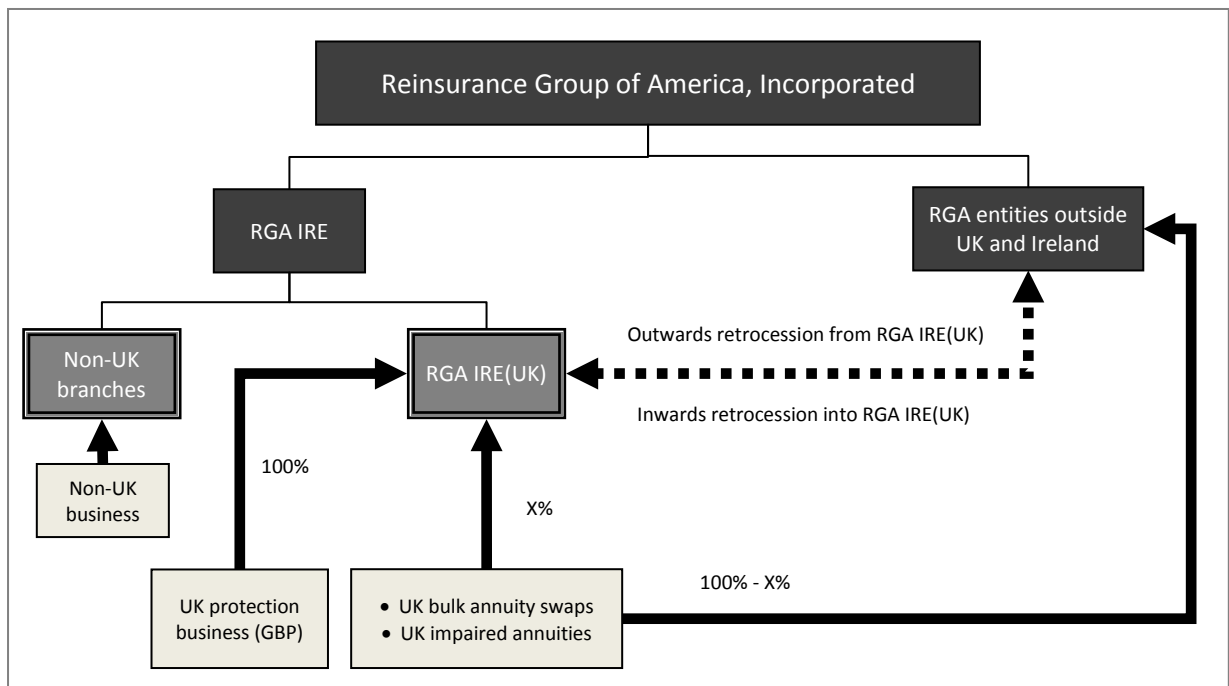 Reinsurance Group of America, Incorporated
RGA IRE
RGA entities outside
UK and Ireland
Non-UK
branches
RGA IRE(UK)
Outwards retrocession from RGA IRE(UK)
Inwards retrocession into RGA IRE(UK)
Non-UK
business
100%
X%
100% - X%
UK protection
business (GBP)
• UK bulk annuity swaps
• UK impaired annuities